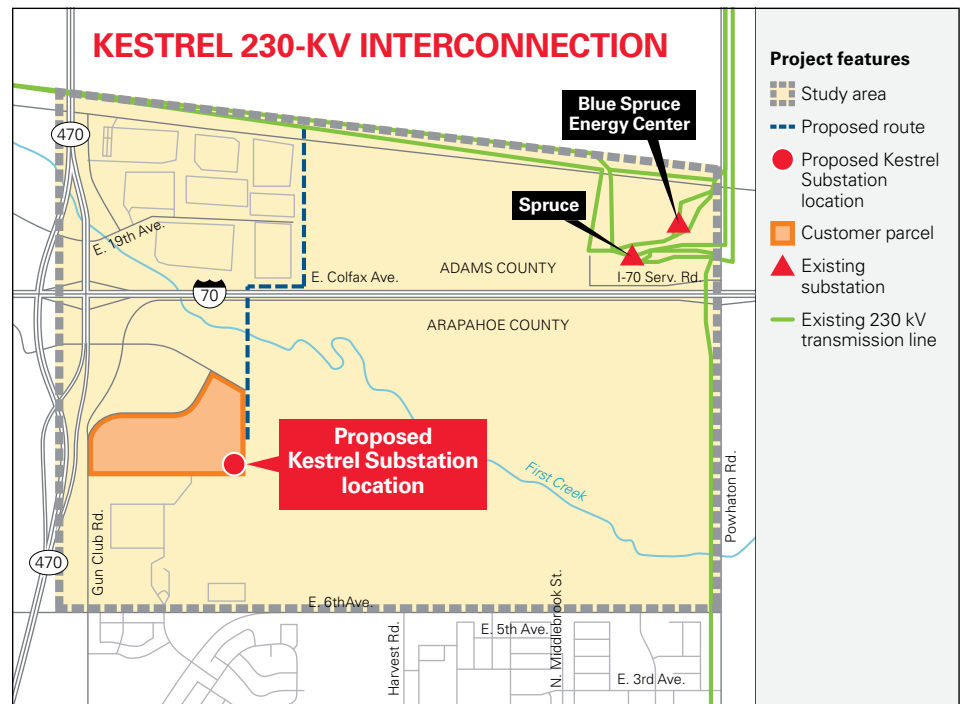 KESTREL 230-KV INTERCONNECTION
470
Blue Spruce
Energy Center
Spruce
E. 19th Ave.
E. Colfax Ave.
ADAMS COUNTY
I-70 Serv. Rd.
70
ARAPAHOE COUNTY
Proposed
Kestrel Substation
location
First Creek
Powhaton Rd.
Gun Club Rd.
470
E. 6thAve.
Harvest Rd.
E. 5th Ave.
N. Middlebrook St.
E. 3rd Ave.
Project features
Study area
Proposed route
Proposed Kestrel
Substation
location
Customer parcel
Existing
substation
Existing 230 kV
transmission line